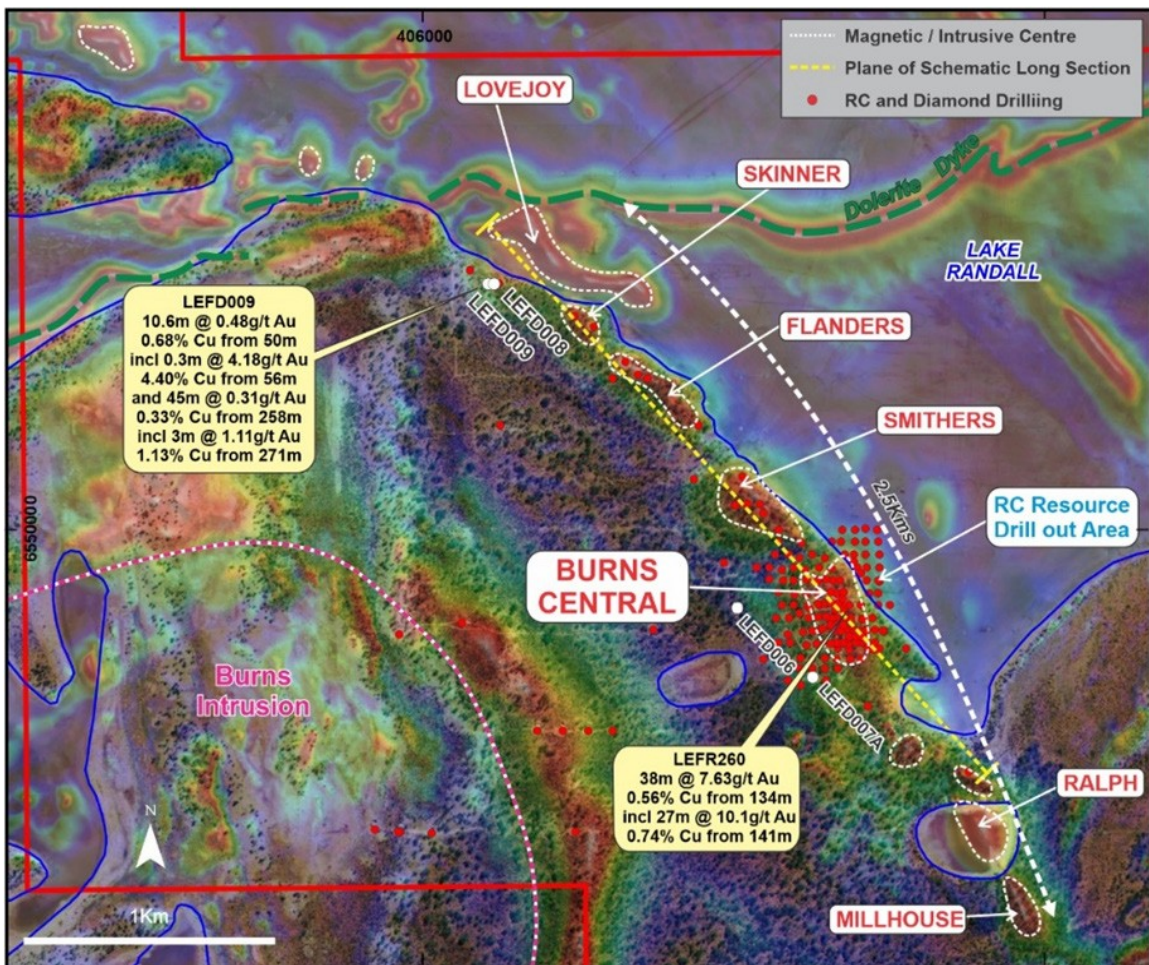 406000
Magnetic / Intrusive Centre
Plane of Schematic Long Section
RC and Diamond Drilliing
LOVEJOY
SKINNER
Dolerite Dyke
LAKE
RANDALL
LEFD009
10.6m @ 0.48g/t Au
0.68% Cu from 50m
incl 0.3m @ 4.18g/t Au
4.40% Cu from 56m
and 45m @ 0.31g/t Au
0.33% Cu from 258m
incl 3m @ 1.11g/t Au
1.13% Cu from 271m
LEFD008
LEFD009
FLANDERS
SMITHERS
2.5Kms
6550000
RC Resource
Drill out Area
BURNS
CENTRAL
LEFD006
LEFD007A
Burns
Intrusion
LEFR260
38m @ 7.63g/t Au
0.56% Cu from 134m
incl 27m @ 10.1g/t Au
0.74% Cu from 141m
RALPH
N
1Km
MILLHOUSE